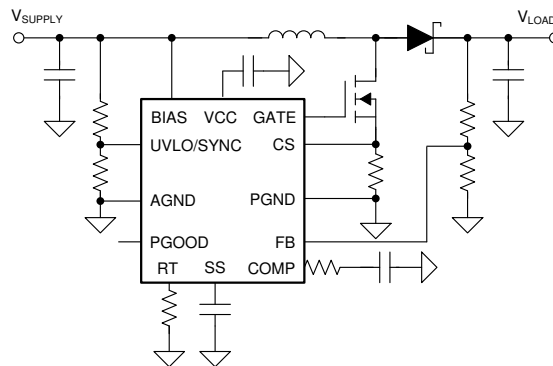 VSUPPLY
VLOAD
BIAS VCC GATE
UVLO/SYNC CS
AGND PGND
PGOOD FB
RT SS COMP